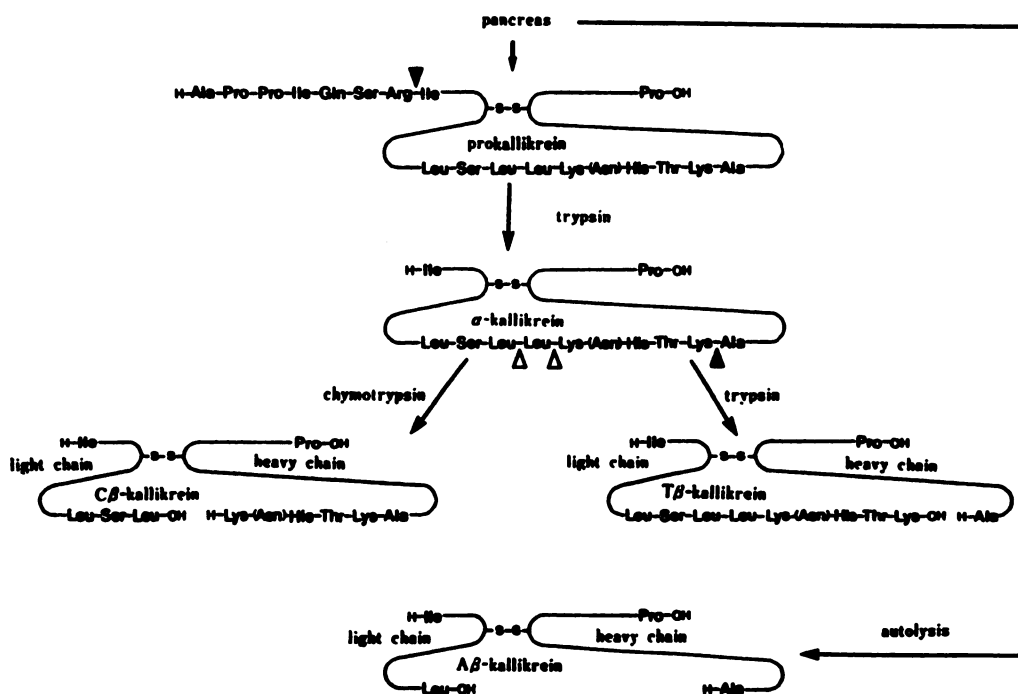 pancreas
H-Ala-Pro-Pro-Ile-Gln-Ser-Arg-Ile
-S-S-
Pro-OH
prokallikrein
Leu-Ser-Leu-Leu-Lys-(Asn)-His-Thr-Lys-Ala
trypsin
H-Ile
-S-S-
Pro-OH
α-kallikrein
Leu-Ser-Leu-Leu-Lys-(Asn)-His-Thr-Lys-Ala
chymotrypsin
trypsin
H-Ile
-S-S-
Pro-OH
light chain
heavy chain
Cβ-kallikrein
Leu-Ser-Leu-OH H-Lys-(Asn)-His-Thr-Lys-Ala
H-Ile
-S-S-
Pro-OH
light chain
heavy chain
Tβ-kallikrein
Leu-Ser-Leu-Leu-Lys-(Asn)-His-Thr-Lys-OH H-Ala
H-Ile
-S-S-
Pro-OH
light chain
heavy chain
autolysis
Aβ-kallikrein
Leu-OH
H-Ala